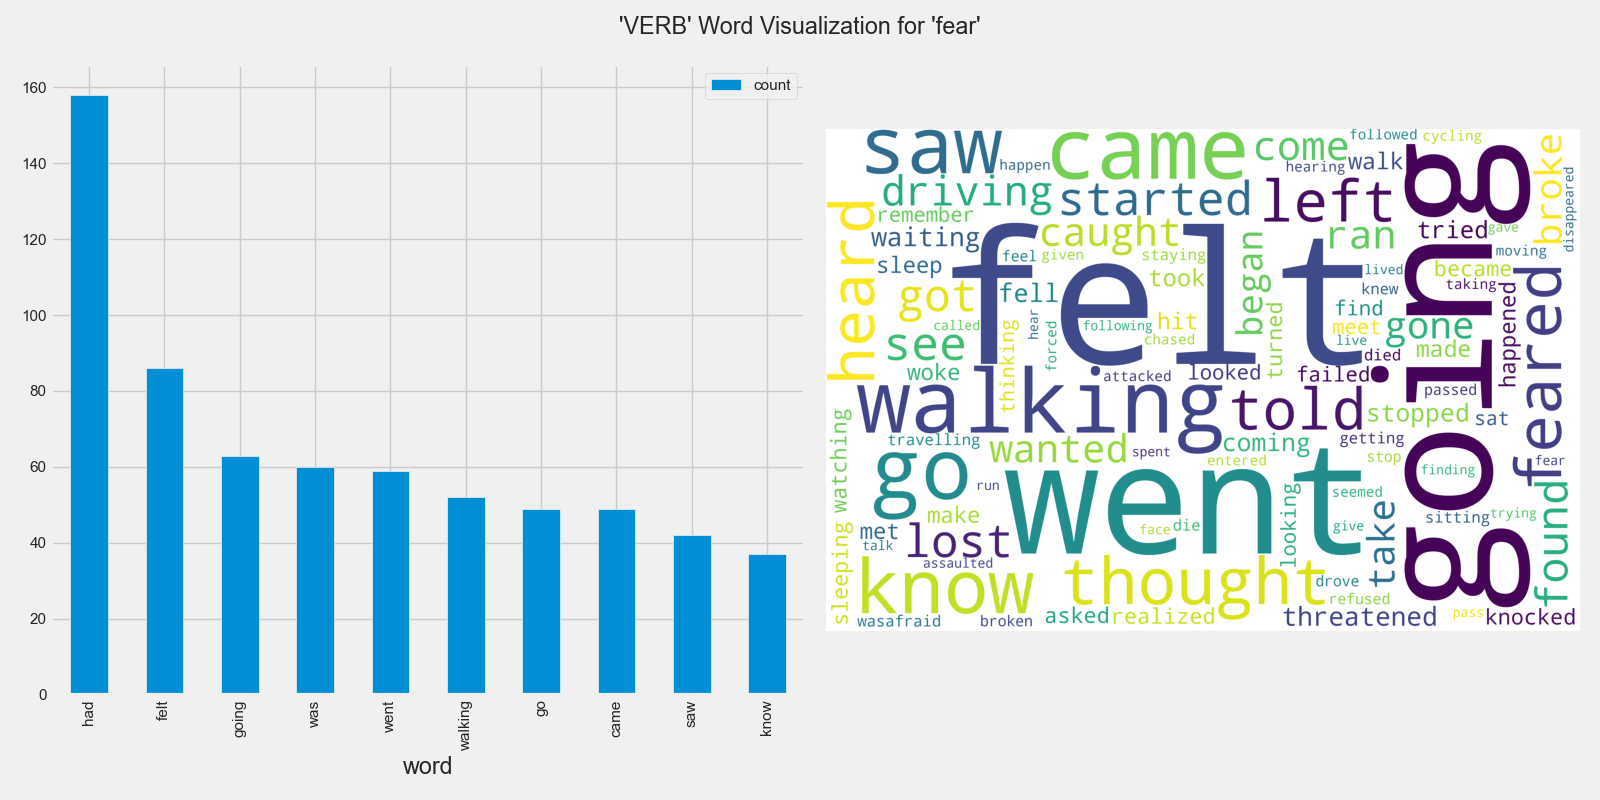 'VERB' Word Visualization for 'fear'
count
160
140
120
100
80
60
40
20
0
had
felt
going
was
went
walking
go
came
saw
know
word
saw
happen
came
come
followed
cycling
hearing
walk
going
broke
disappeared
driving
started
left
remember
heard
waiting
caught
began
ran
tried
gave
sleep
feel
given
staying
felt
took
lived
knew
moving
became
taking
feared
got
fell
find
called
hear
forced
following
hit
chased
turned
meet
live
gone
made
happened
see
thinking
woke
attacked
looked
failed
died
passed
walking
told
stopped
sat
watching
travelling
wanted
spent
coming
entered
getting
stop
finding
fear
go
run
went
looking
seemed
give
take
sitting
trying
found
make
met
talk
lost
face
die
assaulted
sleeping
know
thought
drove
refused
threatened
wasafraid
broken
asked
realized
pass
knocked